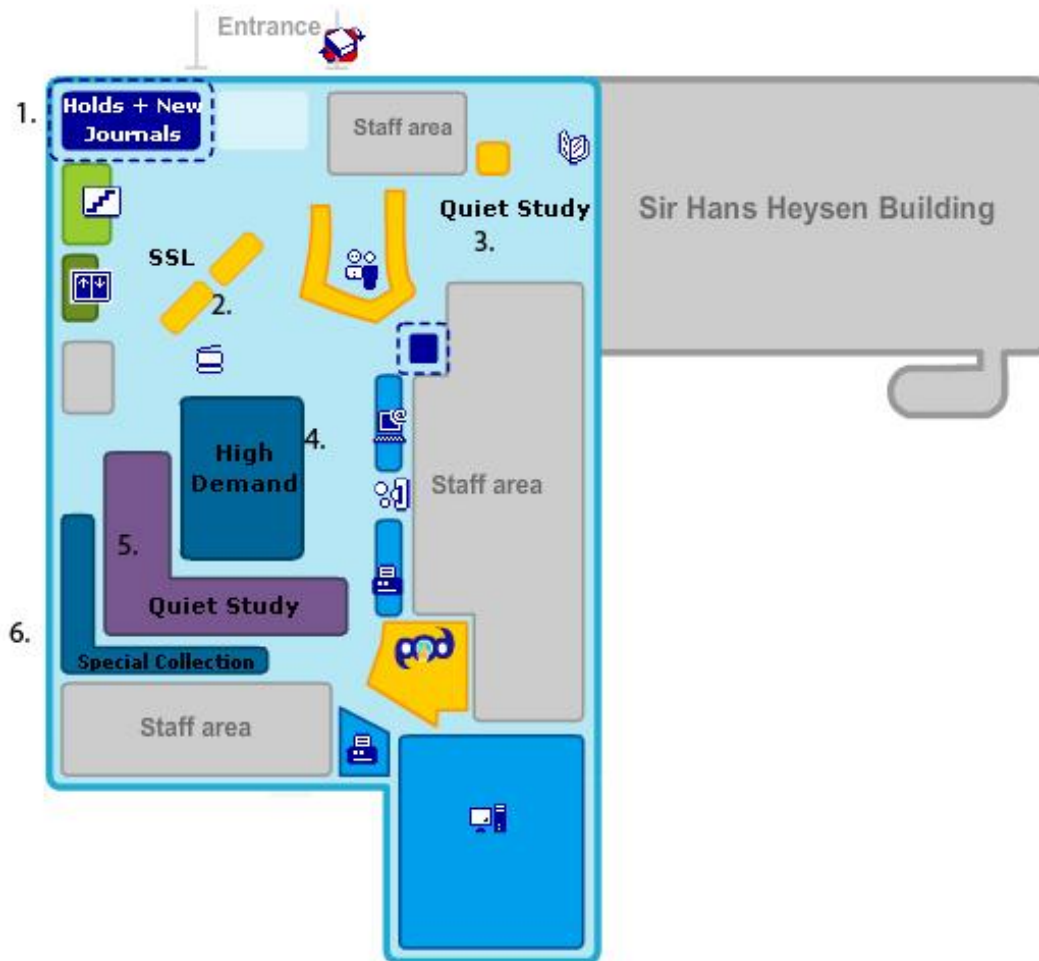 Entrance
1.
Holds + New
Journals
Staff area
Quiet Study
3.
Sir Hans Heysen Building
SSL
2.
4.
High
Demand
Staff area
5.
Quiet Study
6.
Special Collection
pod
Staff area